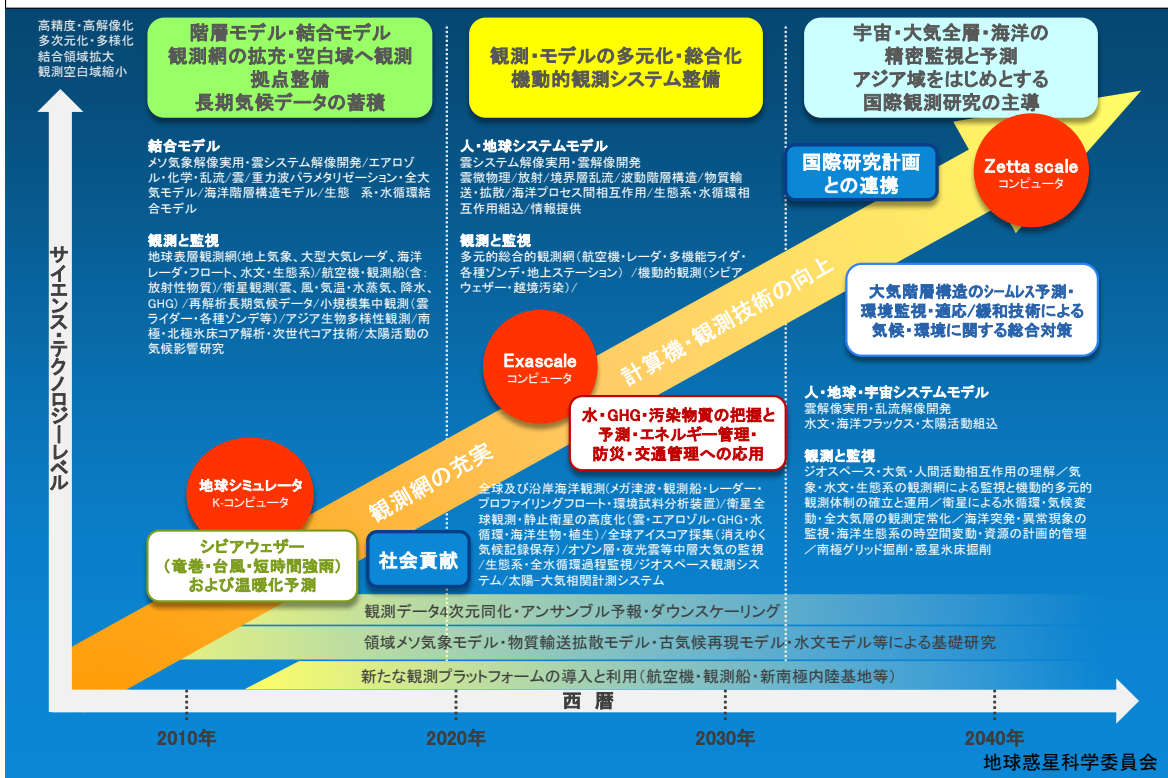 高精度・高解像化
多次元化・多様化
結合領域拡大
観測空白域縮小
階層モデル・結合モデル
観測網の拡充・空白域へ観測
拠点整備
長期気候データの蓄積
観測・モデルの多元化・総合化
機動的観測システム整備
宇宙・大気全層・海洋の
精密監視と予測
アジア域をはじめとする
国際観測研究の主導
結合モデル
メソ気象解像実用・雲システム解像開発/エアロゾ
ル・化学・乱流/雲/重力波パラメタリゼーション・全大
気モデル/海洋階層構造モデル/生態　系・水循環結
合モデル
観測と監視
地球表層観測網(地上気象、大型大気レーダ、海洋
レーダ・フロート、水文・生態系)/航空機・観測船(含:
放射性物質)/衛星観測(雲、風・気温・水蒸気、降水、
GHG) /再解析長期気候データ/小規模集中観測(雲
ライダー・各種ゾンデ等)/アジア生物多様性観測/南
極・北極氷床コア解析・次世代コア技術/太陽活動の
気候影響研究
人・地球システムモデル
雲システム解像実用・雲解像開発
雲微物理/放射/境界層乱流/波動階層構造/物質輸
送・拡散/海洋プロセス間相互作用/生態系・水循環相
互作用組込/情報提供
観測と監視
多元的総合的観測網(航空機・レーダ・多機能ライダ・
各種ゾンデ・地上ステーション) /機動的観測(シビア
ウェザー・越境汚染)/
国際研究計画
との連携
Zetta scale
コンピュータ
大気階層構造のシームレス予測・
環境監視・適応/緩和技術による
気候・環境に関する総合対策
サイエンス・テクノロジーレベル
計算機・観測技術の向上
Exascale
コンピュータ
水・GHG・汚染物質の把握と
予測・エネルギー管理・
防災・交通管理への応用
人・地球・宇宙システムモデル
雲解像実用・乱流解像開発
水文・海洋フラックス・太陽活動組込
観測と監視
ジオスペース・大気・人間活動相互作用の理解／気
象・水文・生態系の観測網による監視と機動的多元的
観測体制の確立と運用／衛星による水循環・気候変
動・全大気層の観測定常化／海洋突発・異常現象の
監視・海洋生態系の時空間変動・資源の計画的管理
／南極グリッド掘削・惑星氷床掘削
地球シミュレータ
K-コンピュータ
観測網の充実
全球及び沿岸海洋観測(メガ津波・観測船・レーダー・
プロファイリングフロート・環境試料分析装置)/衛星全
球観測・静止衛星の高度化(雲・エアロゾル・GHG・水
循環・海洋生物・植生) /全球アイスコア採集(消えゆく
気候記録保存)/オゾン層・夜光雲等中層大気の監視
/生態系・全水循環過程監視/ジオスペース観測シス
テム/太陽−大気相関計測システム
シビアウェザー
（竜巻・台風・短時間強雨)
および温暖化予測
社会貢献
観測データ4次元同化・アンサンブル予報・ダウンスケーリング
領域メソ気象モデル・物質輸送拡散モデル・古気候再現モデル・水文モデル等による基礎研究
新たな観測プラットフォームの導入と利用(航空機・観測船・新南極内陸基地等)
西 暦
2010年
2020年
2030年
2040年
地球惑星科学委員会